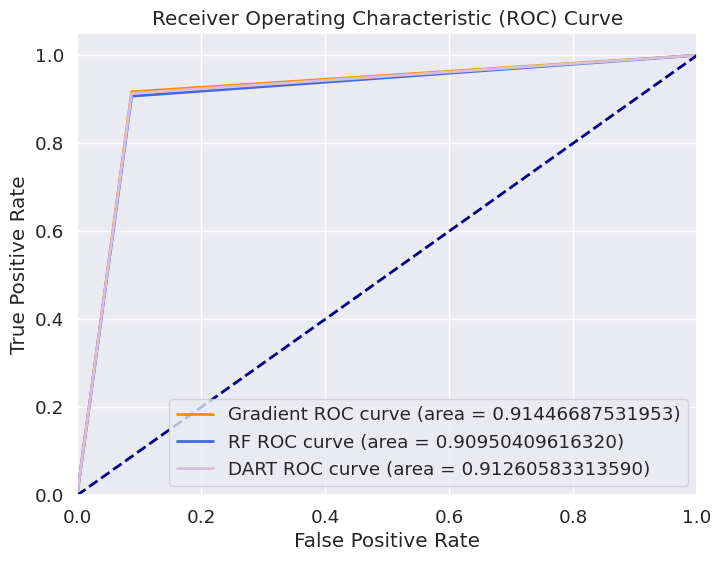 Receiver Operating Characteristic (ROC) Curve
1.0
0.8
0.6
0.4
0.2
0.0
True Positive Rate
Gradient ROC curve (area = 0.91446687531953)
RF ROC curve (area = 0.90950409616320)
DART ROC curve (area = 0.91260583313590)
0.0 0.2 0.4 0.6 0.8 1.0
False Positive Rate